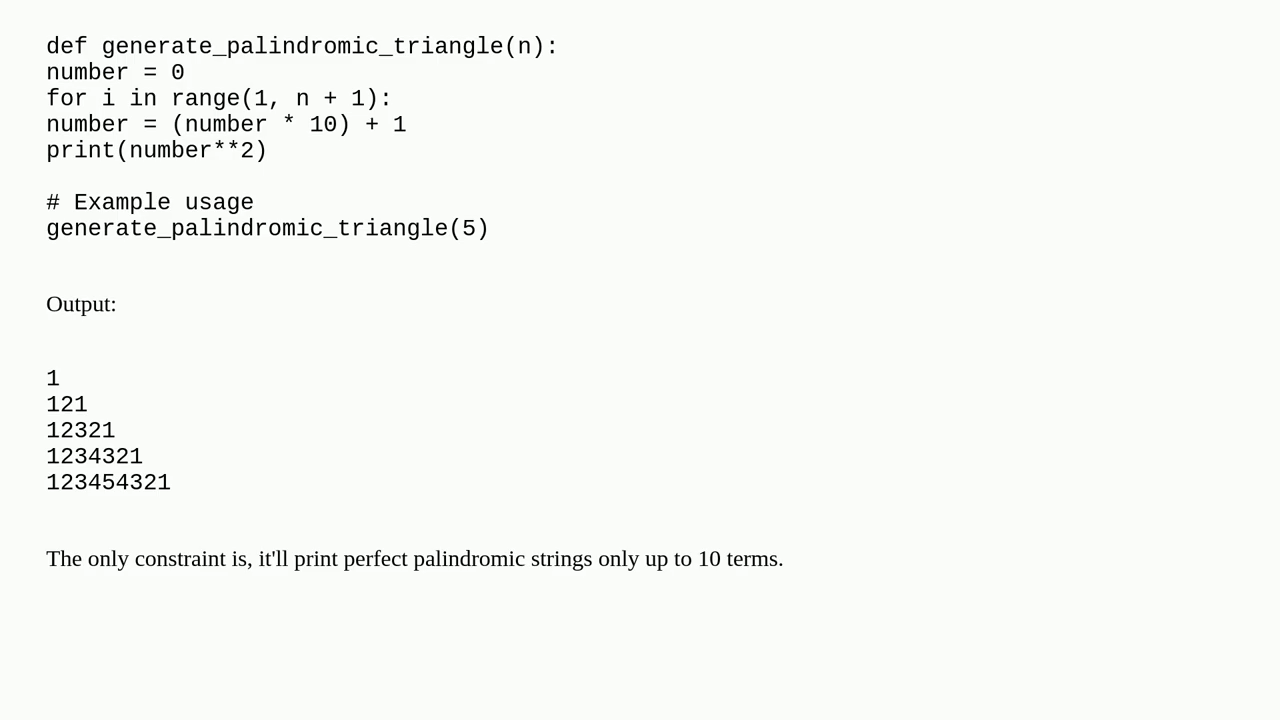 def generate_palindromic_triangle(n):
number = 0
for i in range(1, n + 1):
number = (number * 10) + 1
print(number**2)
# Example usage
generate_palindromic_triangle(5)
Output:
1
121
12321
1234321
123454321
The only constraint is, it'll print perfect palindromic strings only up to 10 terms.